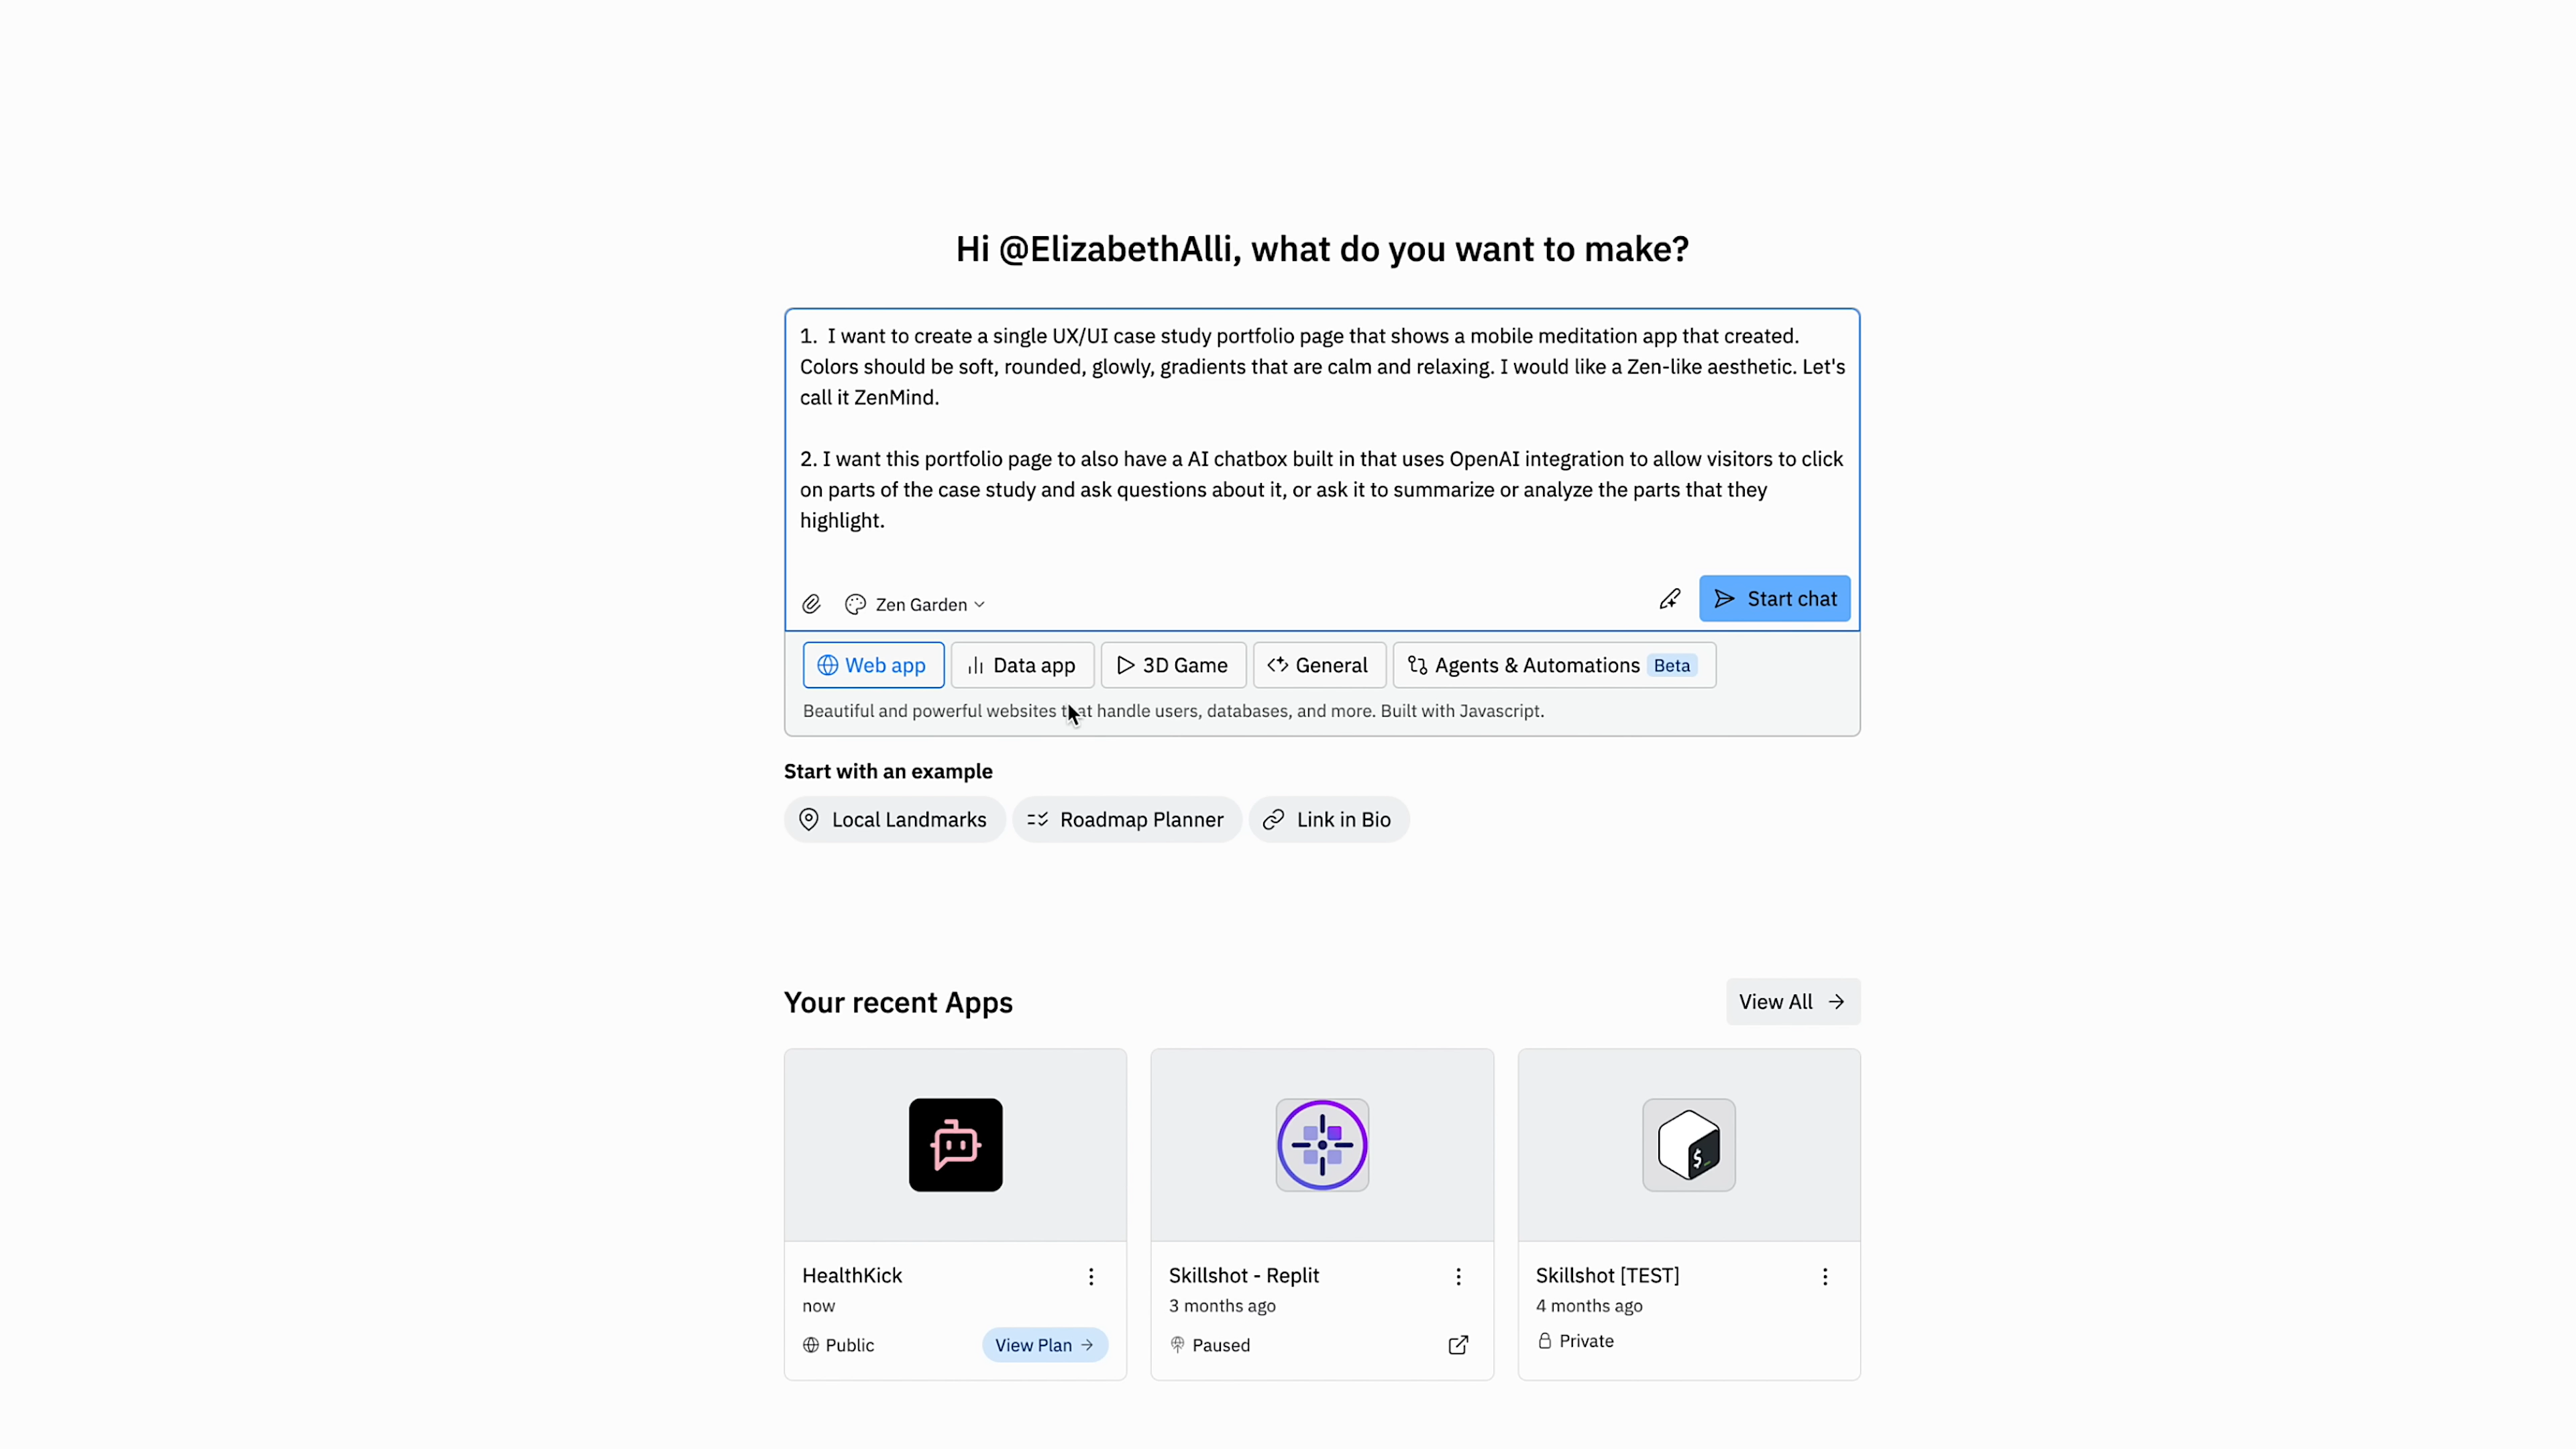 Hi @ElizabethAlli, what do you want to make?
1. I want to create a single UX/UI case study portfolio page that shows a mobile meditation app that created.
Colors should be soft, rounded, glowly, gradients that are calm and relaxing. I would like a Zen-like aesthetic. Let's
call it ZenMind.
2. I want this portfolio page to also have a AI chatbox built in that uses OpenAI integration to allow visitors to click
on parts of the case study and ask questions about it, or ask it to summarize or analyze the parts that they
highlight.
Zen Garden
Start chat
Web app
Data app
3D Game
General
Agents & Automations Beta
Beautiful and powerful websites that handle users, databases, and more. Built with Javascript.
Start with an example
Local Landmarks
Roadmap Planner
Link in Bio
Your recent Apps
View All
$_
HealthKick
now
Public
View Plan
Skillshot - Replit
3 months ago
Paused
Skillshot [TEST]
4 months ago
Private